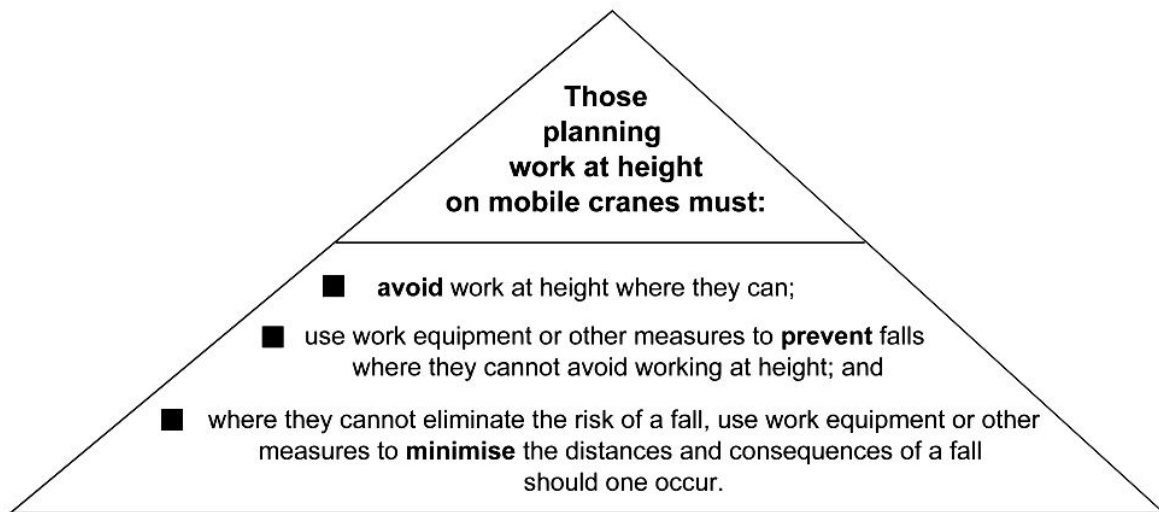 Those
planning
work at height
on mobile cranes must:
■ avoid work at height where they can;
■ use work equipment or other measures to prevent falls
where they cannot avoid working at height; and
■ where they cannot eliminate the risk of a fall, use work equipment or other
measures to minimise the distances and consequences of a fall
should one occur.